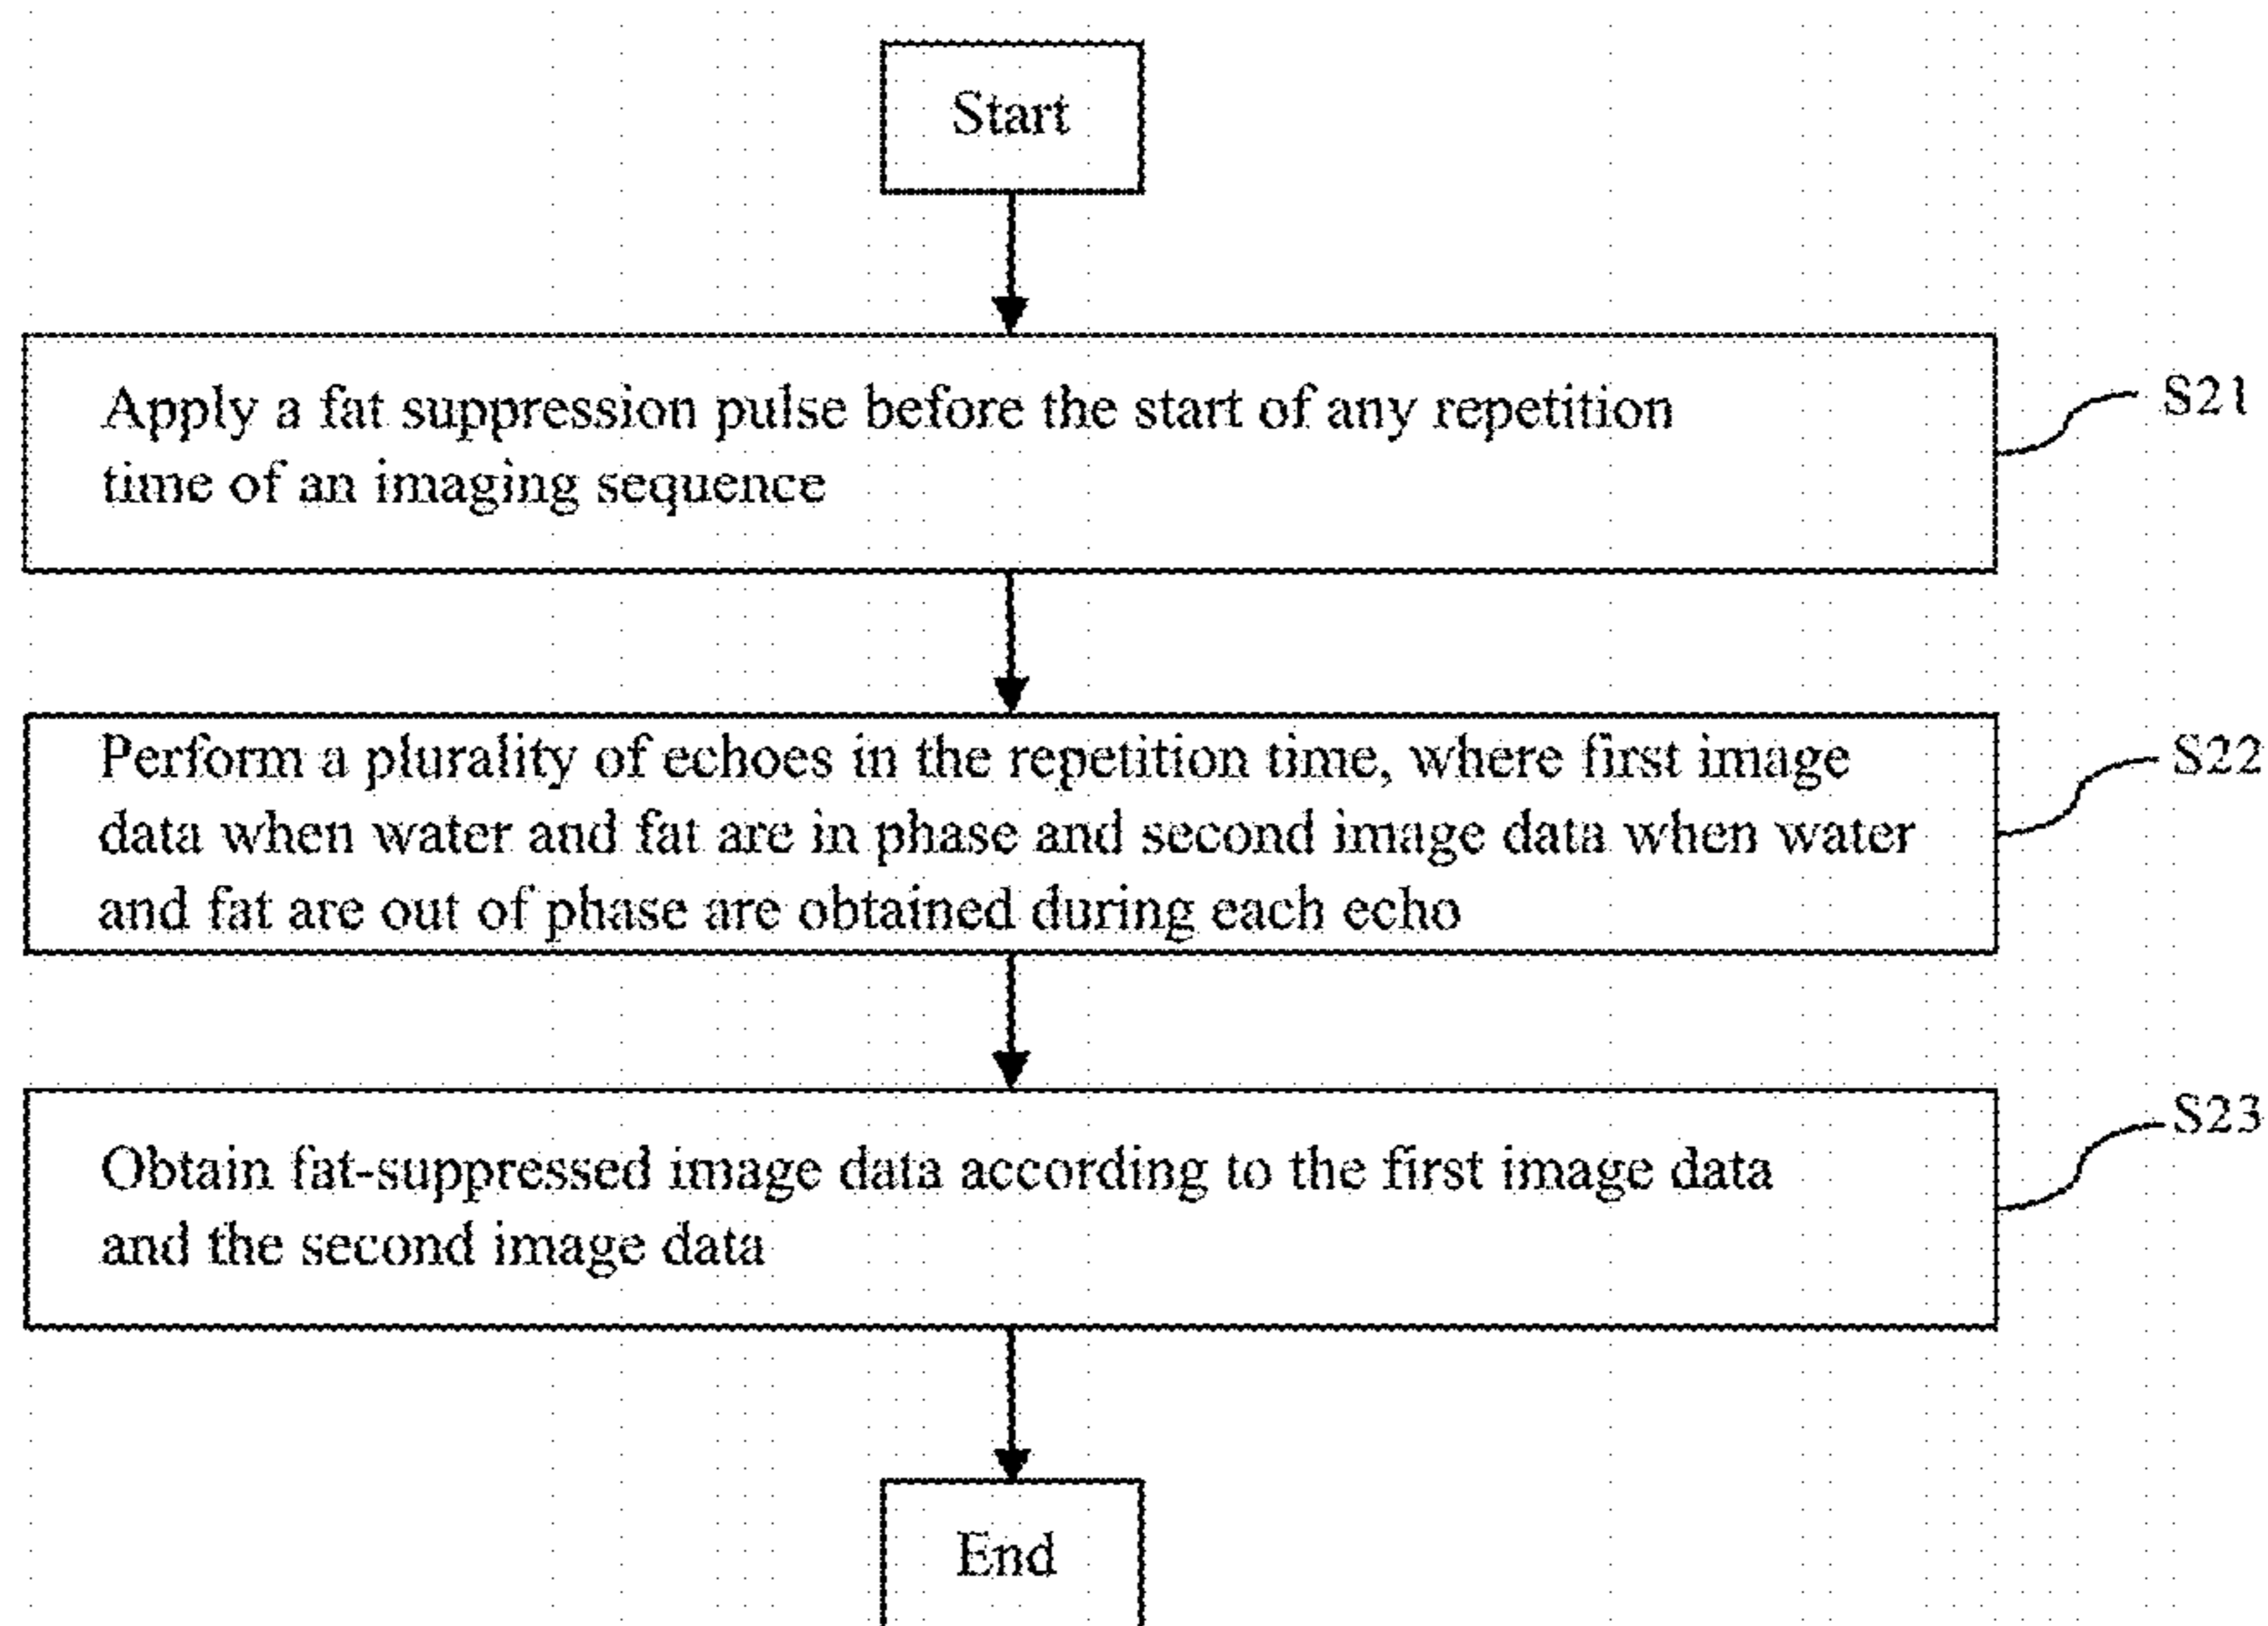 Start
Apply a fat suppression pulse before the start of any repetition
time of an imaging sequence
S21
Perform a plurality of echoes in the repetition time, where first image
data when water and fat are in phase and second image data when water
and fat are out of phase are obtained during each echo
S22
Obtain fat-suppressed image data according to the first image data
and the second image data
S23
End